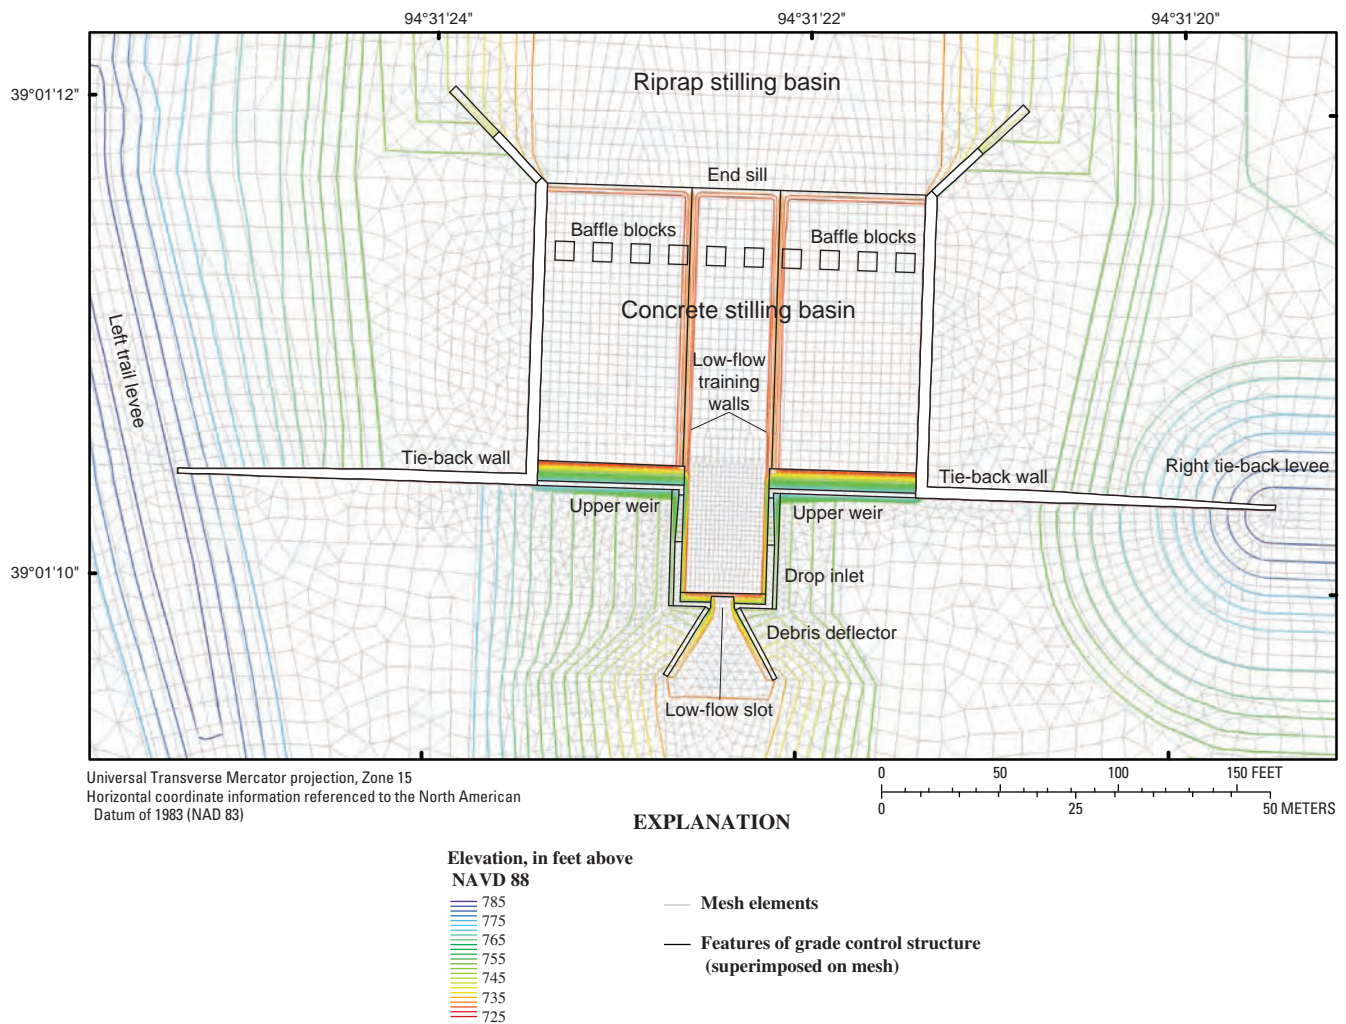 94°31'24"
94°31'22"
94°31'20"
39°01'12"
Riprap stilling basin
End sill
Baffle blocks
Baffle blocks
Concrete stilling basin
Left trail levee
Low-flow
training
walls
Tie-back wall
Tie-back wall
Right tie-back levee
Upper weir
Upper weir
39°01'10"
Drop inlet
Debris deflector
Low-flow slot
Universal Transverse Mercator projection, Zone 15
Horizontal coordinate information referenced to the North American
Datum of 1983 (NAD 83)
0 50 100 150 FEET
0 25 50 METERS
EXPLANATION
Elevation, in feet above
NAVD 88
785
775
765
755
745
735
725
Mesh elements
Features of grade control structure
(superimposed on mesh)